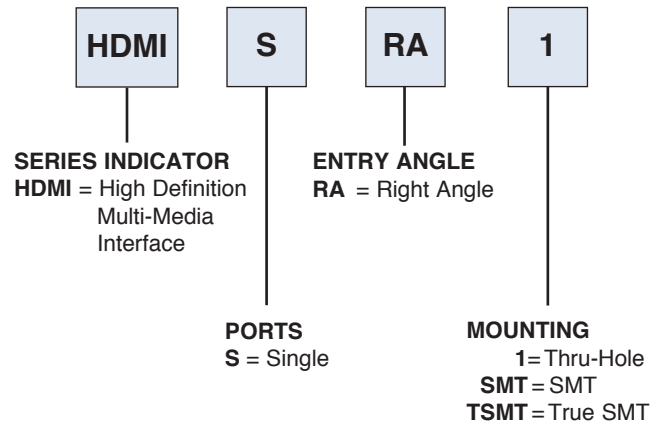 HDMI S RA 1
SERIES INDICATOR
HDMI = High Definition
Multi-Media
Interface
ENTRY ANGLE
RA = Right Angle
PORTS
S = Single
MOUNTING
1= Thru-Hole
SMT = SMT
TSMT = True SMT